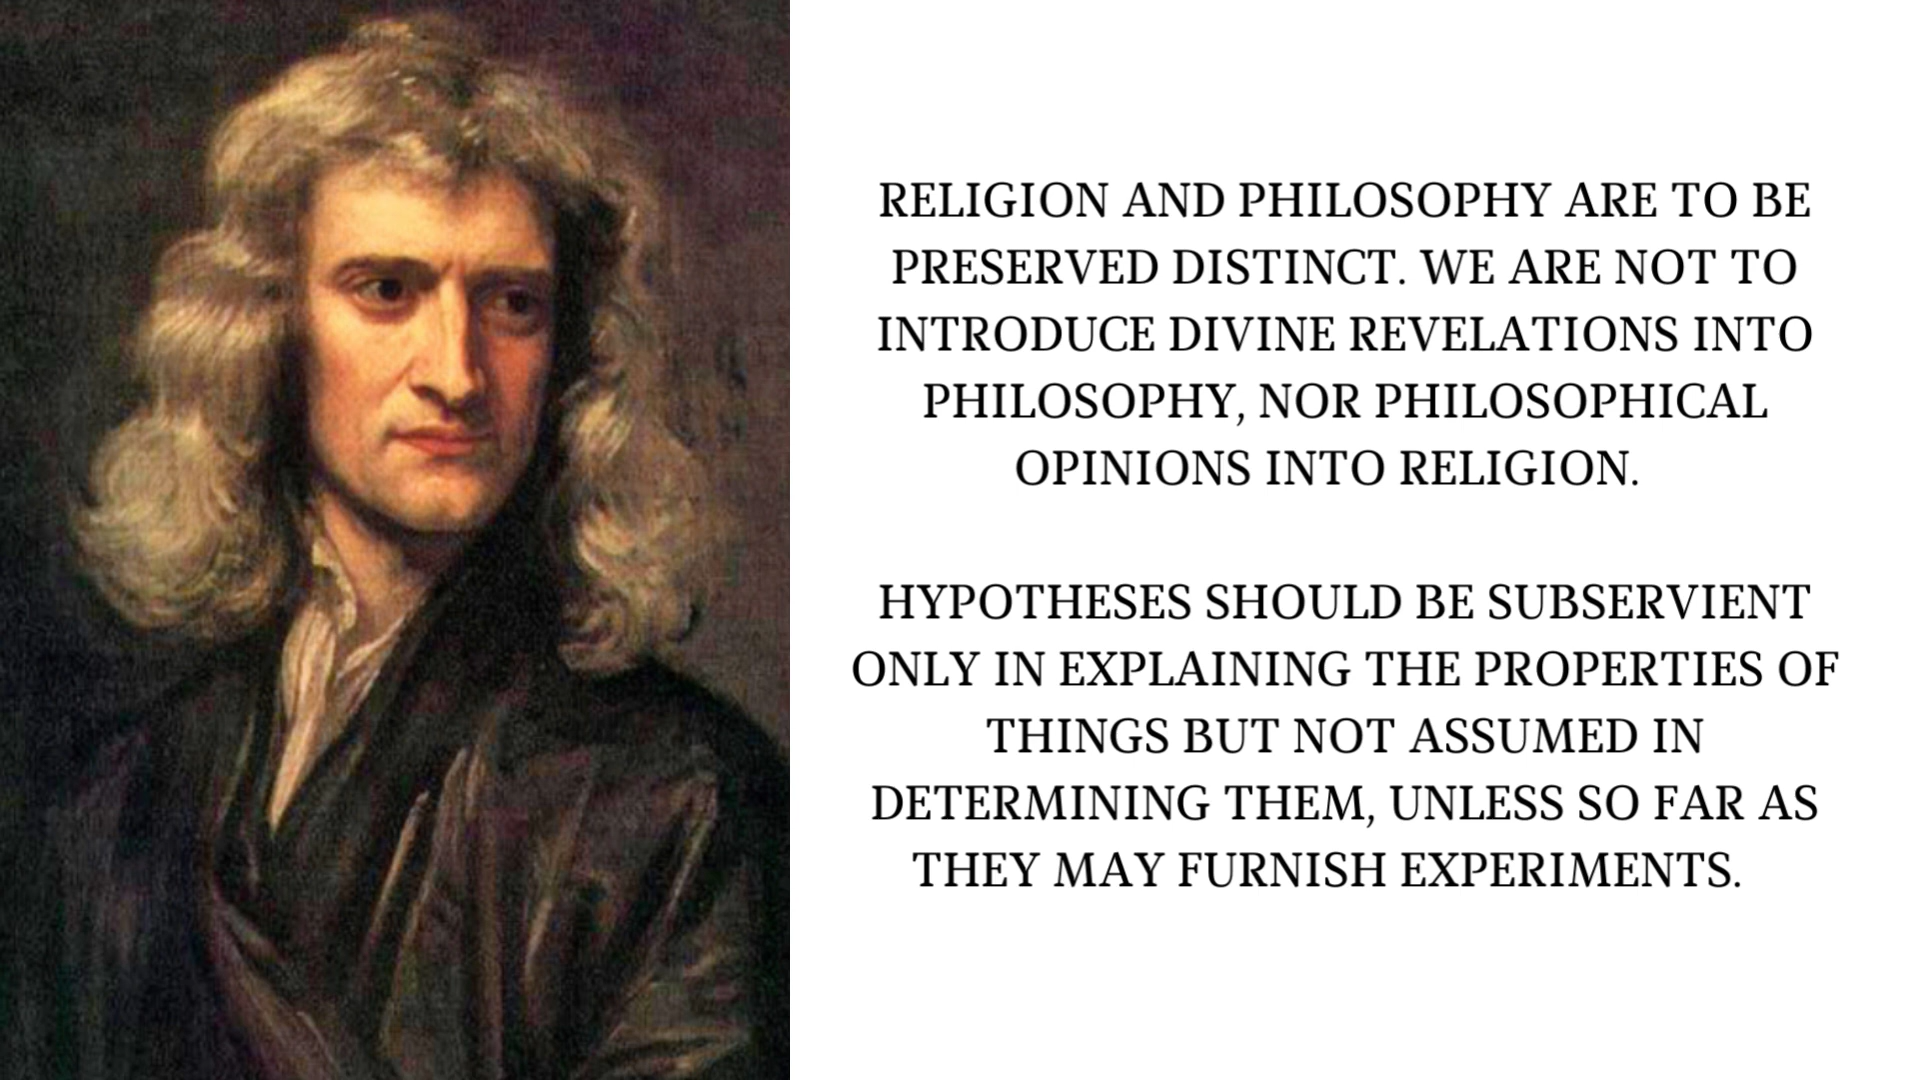 RELIGION AND PHILOSOPHY ARE TO BE
PRESERVED DISTINCT. WE ARE NOT TO
INTRODUCE DIVINE REVELATIONS INTO
PHILOSOPHY, NOR PHILOSOPHICAL
OPINIONS INTO RELIGION.
HYPOTHESES SHOULD BE SUBSERVIENT
ONLY IN EXPLAINING THE PROPERTIES OF
THINGS BUT NOT ASSUMED IN
DETERMINING THEM, UNLESS SO FAR AS
THEY MAY FURNISH EXPERIMENTS.